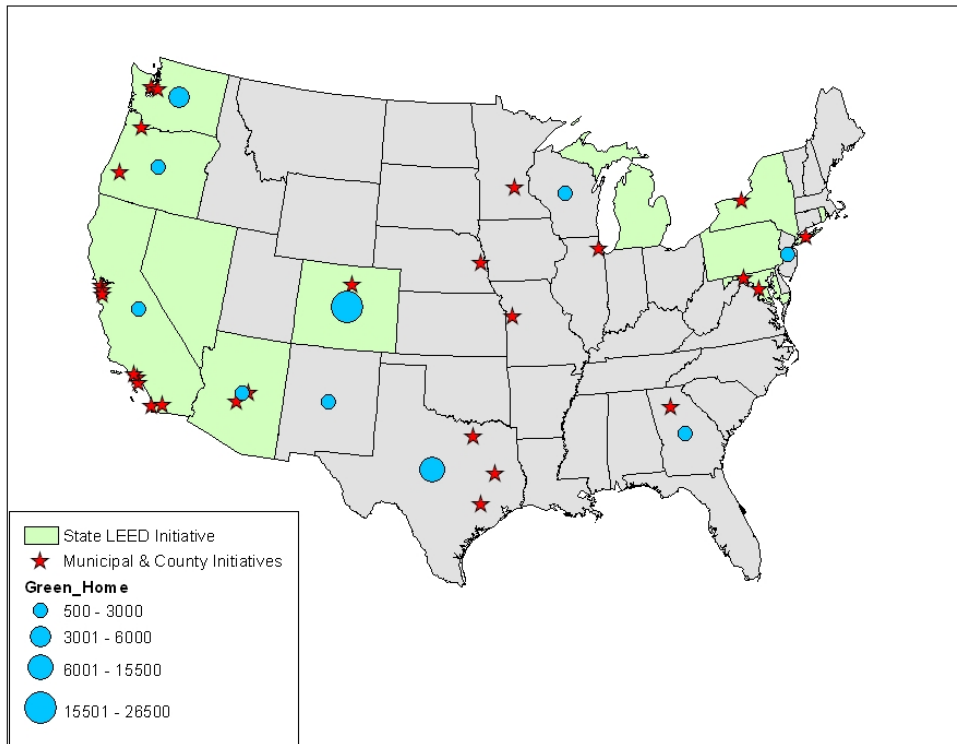 State LEED Initiative
Municipal & County Initiatives
Green_Home
500 - 3000
3001 - 6000
6001 - 15500
15501 - 26500